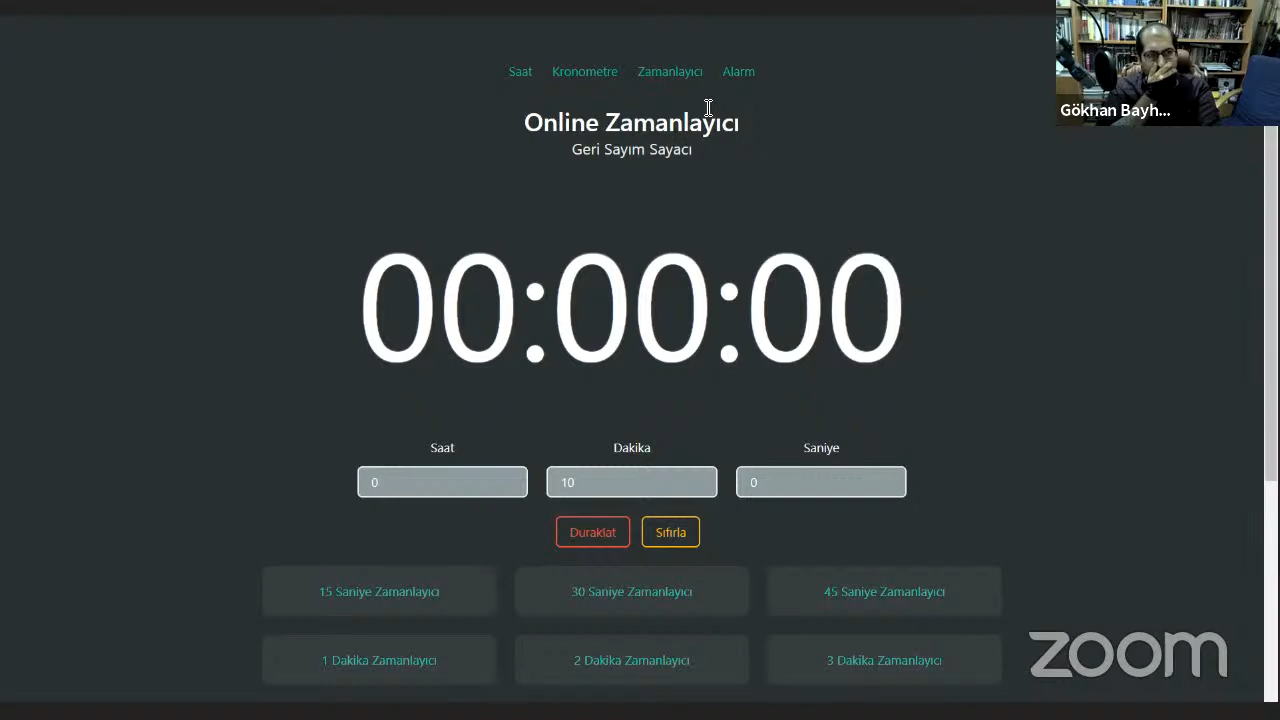 Gökhan Bayh...
Saat Kronometre Zamanlayıcı Alarm
Online Zamanlayıcı
Geri Sayım Sayacı
00:00:00
Saat Dakika Saniye
0 10 0
Duraklat Sıfırla
15 Saniye Zamanlayıcı 30 Saniye Zamanlayıcı 45 Saniye Zamanlayıcı
1 Dakika Zamanlayıcı 2 Dakika Zamanlayıcı 3 Dakika Zamanlayıcı
zoom